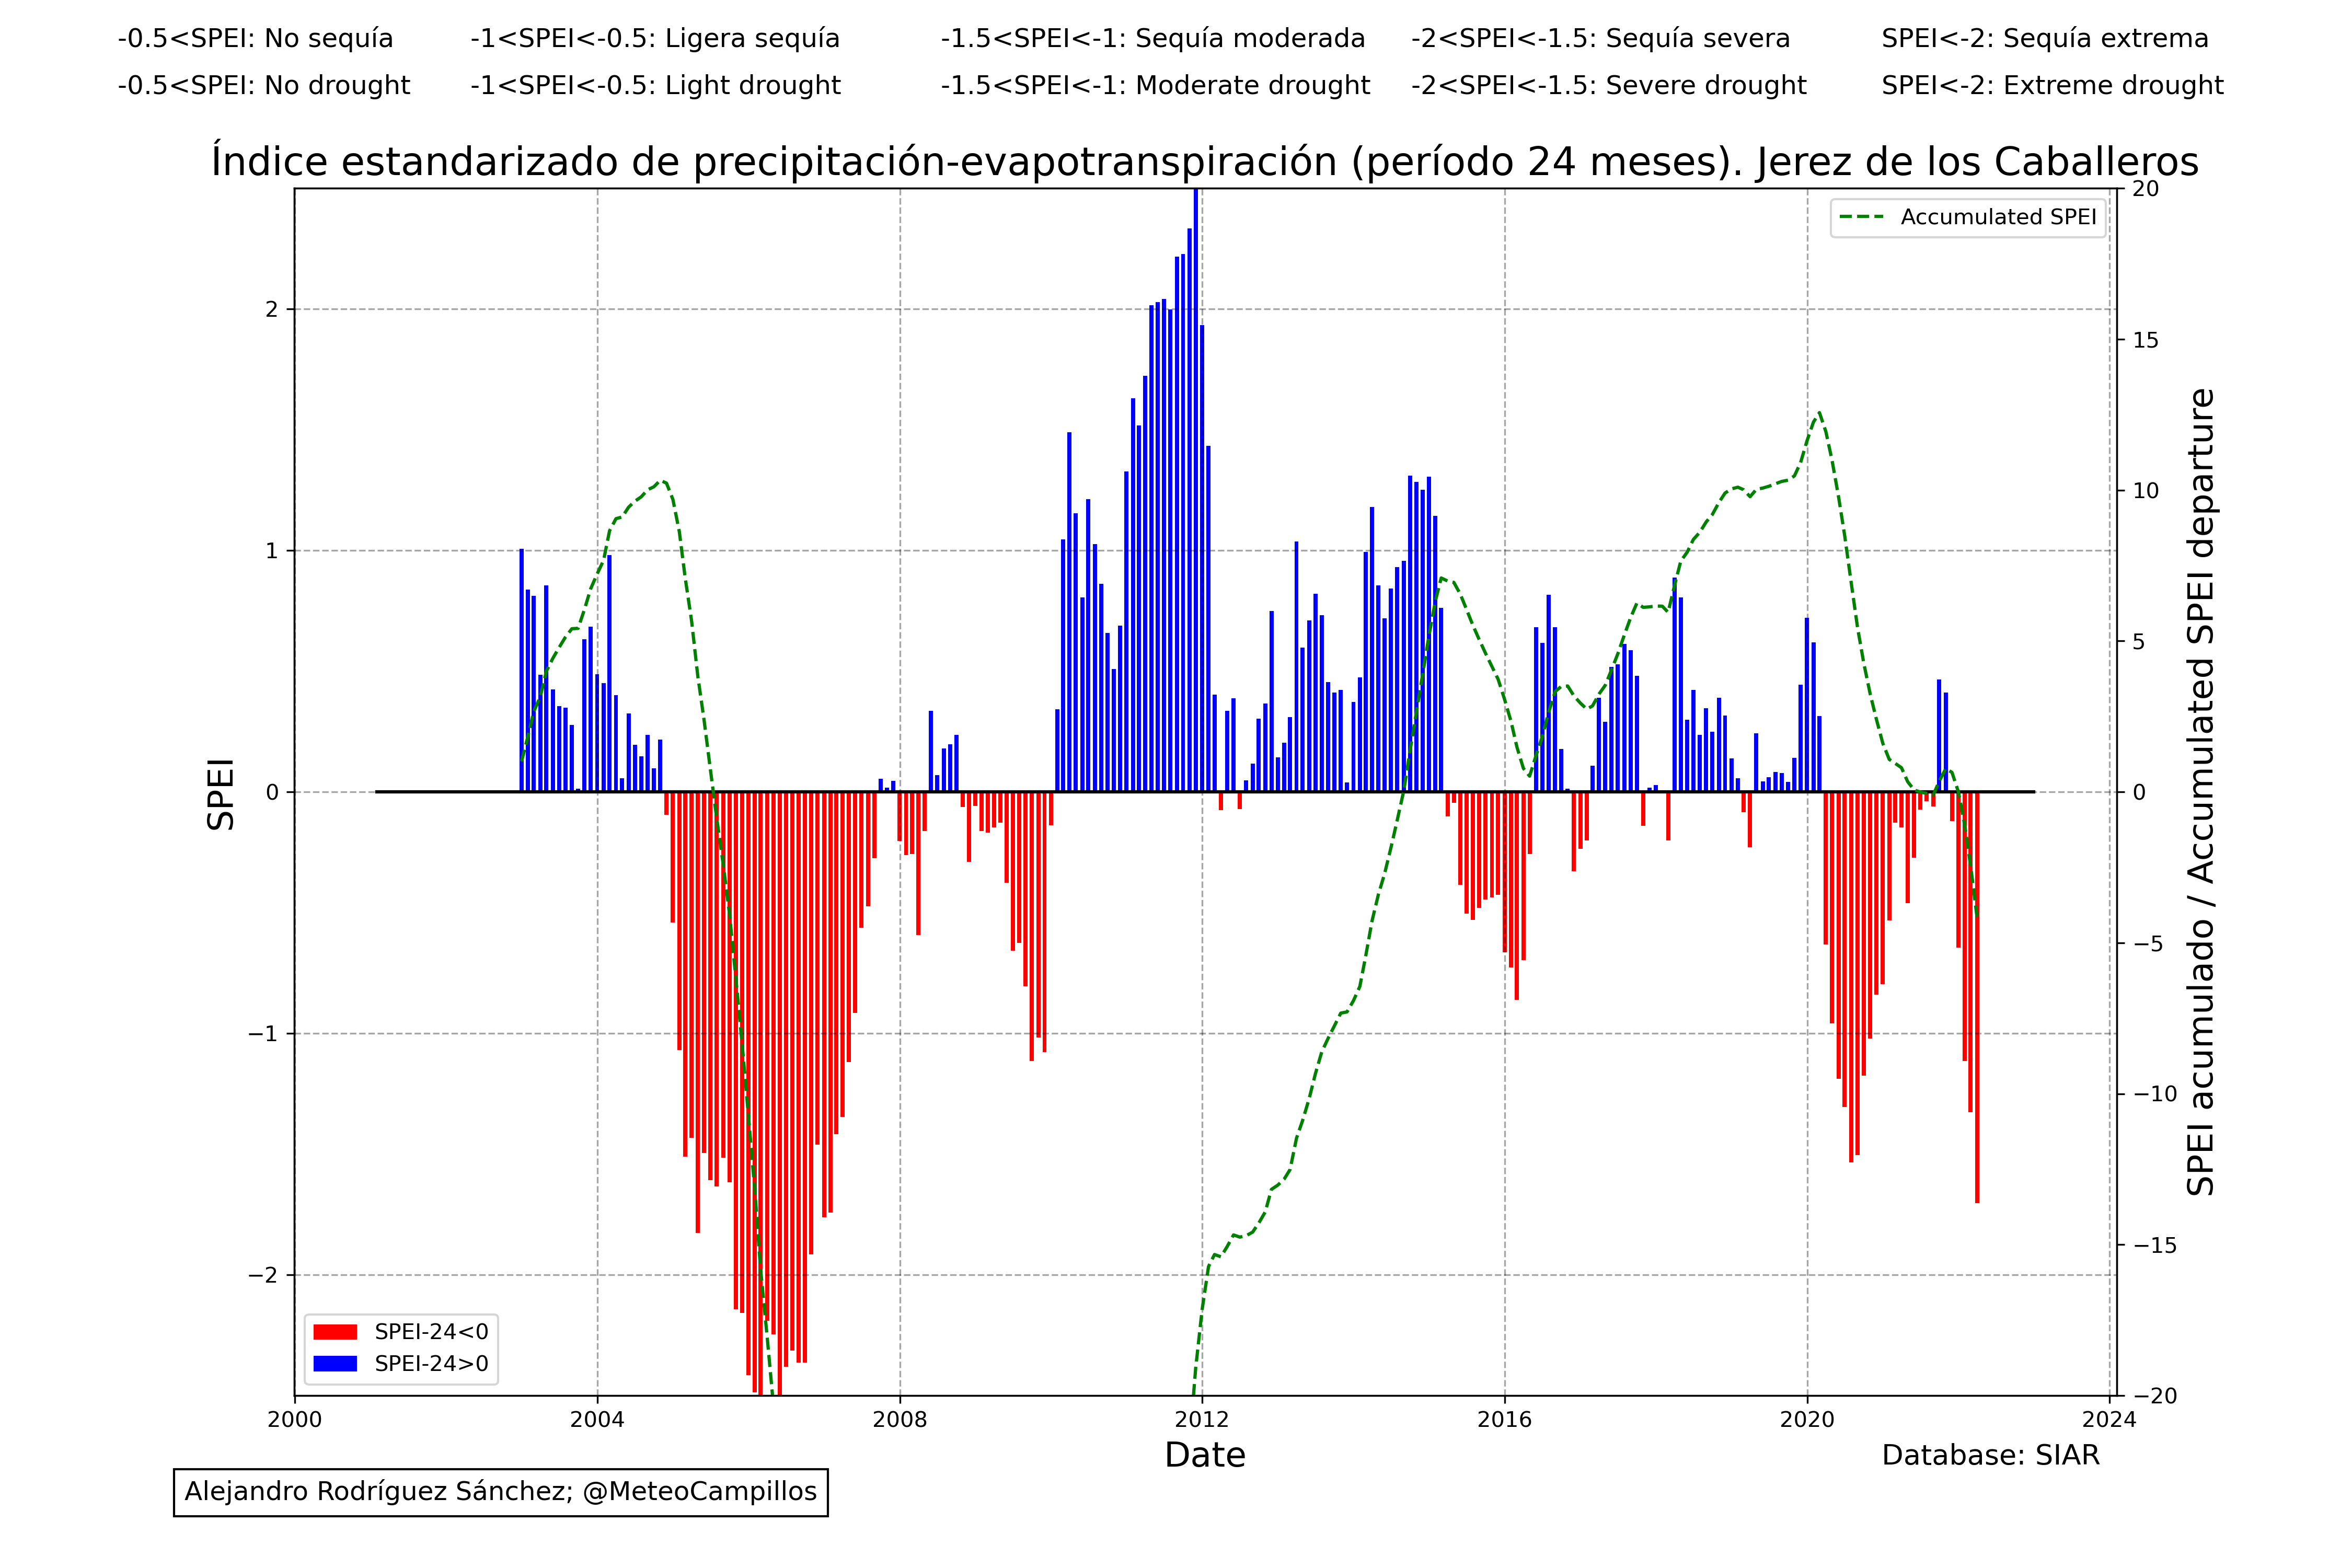 -0.5<SPEI: No sequía -1<SPEI<-0.5: Ligera sequía -1.5<SPEI<-1: Sequía moderada -2<SPEI<-1.5: Sequía severa SPEI<-2: Sequía extrema
-0.5<SPEI: No drought -1<SPEI<-0.5: Light drought -1.5<SPEI<-1: Moderate drought -2<SPEI<-1.5: Severe drought SPEI<-2: Extreme drought
Índice estandarizado de precipitación-evapotranspiración (período 24 meses). Jerez de los Caballeros
Accumulated SPEI
SPEI
2
1
0
−1
−2
20
15
10
5
0
−5
−10
−15
−20
SPEI acumulado / Accumulated SPEI departure
SPEI-24<0
SPEI-24>0
2000 2004 2008 2012 2016 2020 2024
Date
Database: SIAR
Alejandro Rodríguez Sánchez; @MeteoCampillos